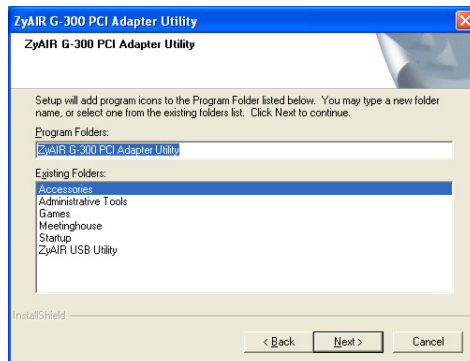 ZyAIR G-300 PCI Adapter Utility
ZyAIR G-300 PCI Adapter Utility
Setup will add program icons to the Program Folder listed below. You may type a new folder
name, or select one from the existing folders list. Click Next to continue.
Program Folders:
ZyAIR G-300 PCI Adapter Utility
Existing Folders:
Accessories
Administrative Tools
Games
Meetinghouse
Startup
ZyAIR USB Utility
InstallShield
< Back Next > Cancel